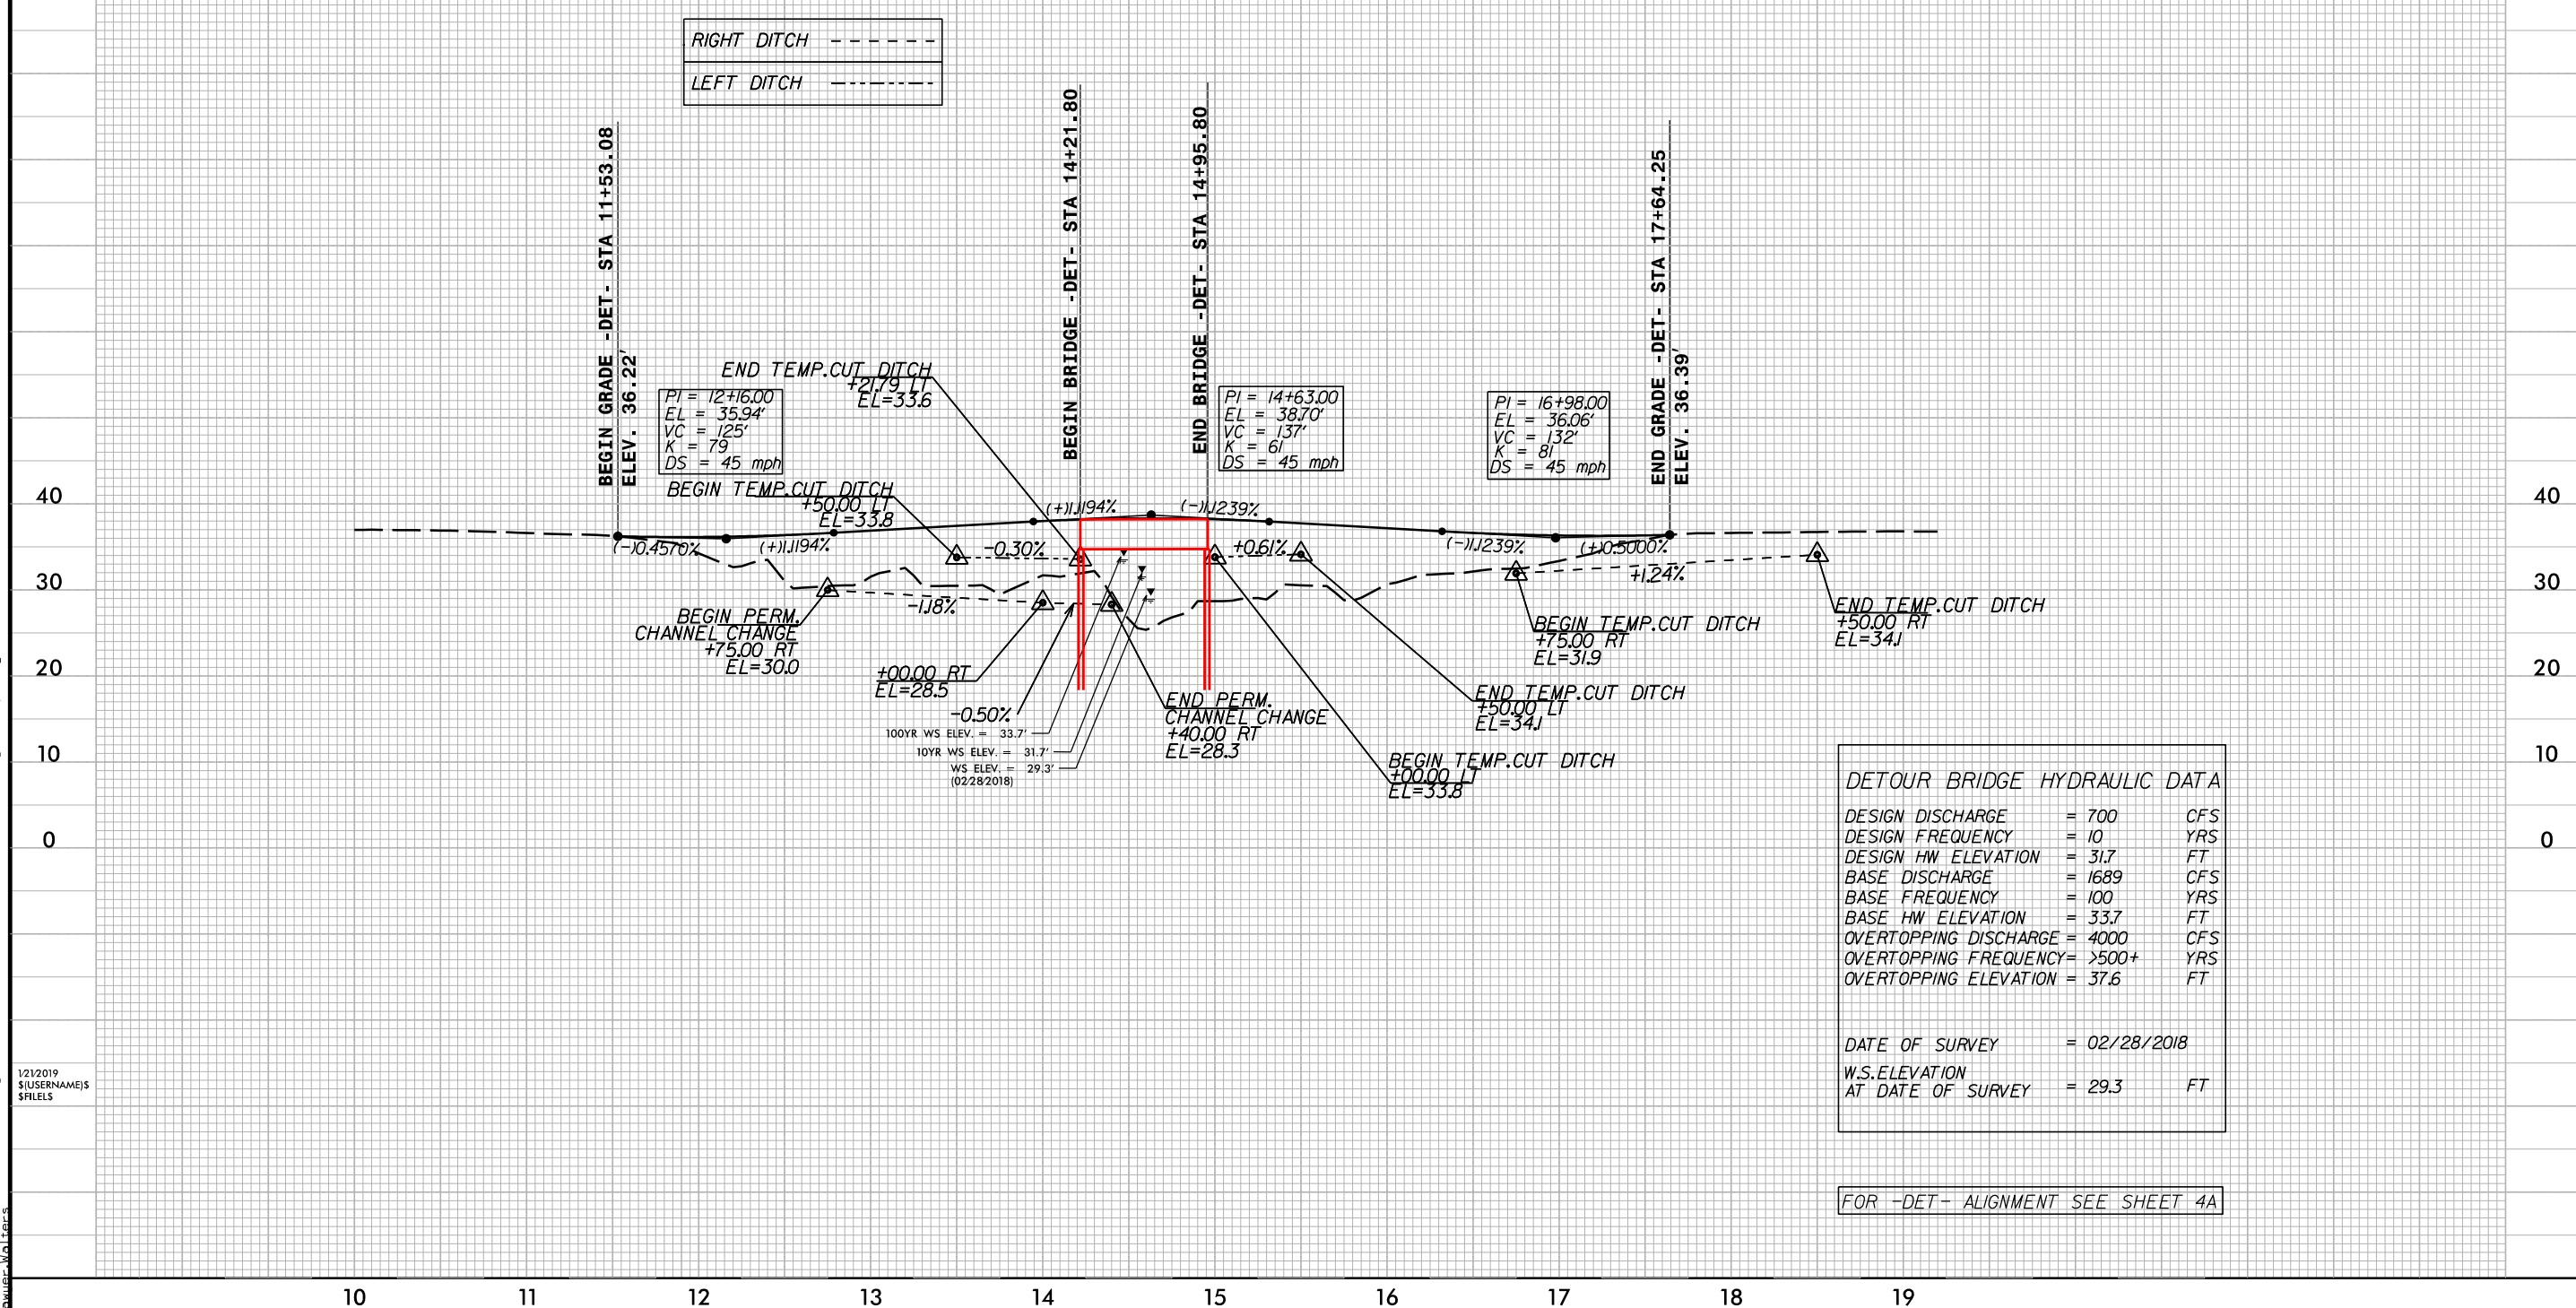 RIGHT DITCH
LEFT DITCH
BEGIN GRADE -DET- STA 11+53.08
ELEV. 36.22'
BEGIN BRIDGE -DET- STA 14+21.80
END BRIDGE -DET- STA 14+95.80
END GRADE -DET- STA 17+64.25
ELEV. 36.39'
END TEMP.CUT DITCH
+21.79 LT
EL=33.6
PI = 12+16.00
EL = 35.94'
VC = 125'
K = 79
DS = 45 mph
PI = 14+63.00
EL = 38.70'
VC = 137'
K = 61
DS = 45 mph
PI = 16+98.00
EL = 36.06'
VC = 132'
K = 81
DS = 45 mph
BEGIN TEMP.CUT DITCH
+50.00 LT
EL=33.8
40
40
(+)1.1194%
(-)1.1239%
(-)0.4570%
(+)1.1194%
-0.30%
+0.61%
(-)1.1239%
(+)0.5000%
+1.24%
30
30
-1.18%
BEGIN PERM.
CHANNEL CHANGE
+75.00 RT
EL=30.0
BEGIN TEMP.CUT DITCH
+75.00 RT
EL=31.9
END TEMP.CUT DITCH
+50.00 RT
EL=34.1
20
20
+00.00 RT
EL=28.5
-0.50%
END PERM.
CHANNEL CHANGE
+40.00 RT
EL=28.3
END TEMP.CUT DITCH
+50.00 LT
EL=34.1
100YR WS ELEV. = 33.7'
10YR WS ELEV. = 31.7'
WS ELEV. = 29.3'
(02282018)
BEGIN TEMP.CUT DITCH
+00.00 LT
EL=33.8
10
10
0
0
DETOUR BRIDGE HYDRAULIC DATA
DESIGN DISCHARGE = 700 CFS
DESIGN FREQUENCY = 10 YRS
DESIGN HW ELEVATION = 31.7 FT
BASE DISCHARGE = 1689 CFS
BASE FREQUENCY = 100 YRS
BASE HW ELEVATION = 33.7 FT
OVERTOPPING DISCHARGE = 4000 CFS
OVERTOPPING FREQUENCY= >500+ YRS
OVERTOPPING ELEVATION = 37.6 FT
DATE OF SURVEY = 02/28/2018
W.S.ELEVATION
AT DATE OF SURVEY = 29.3 FT
FOR -DET- ALIGNMENT SEE SHEET 4A
1212019
$(USERNAME)$
$FILELS
10 11 12 13 14 15 16 17 18 19